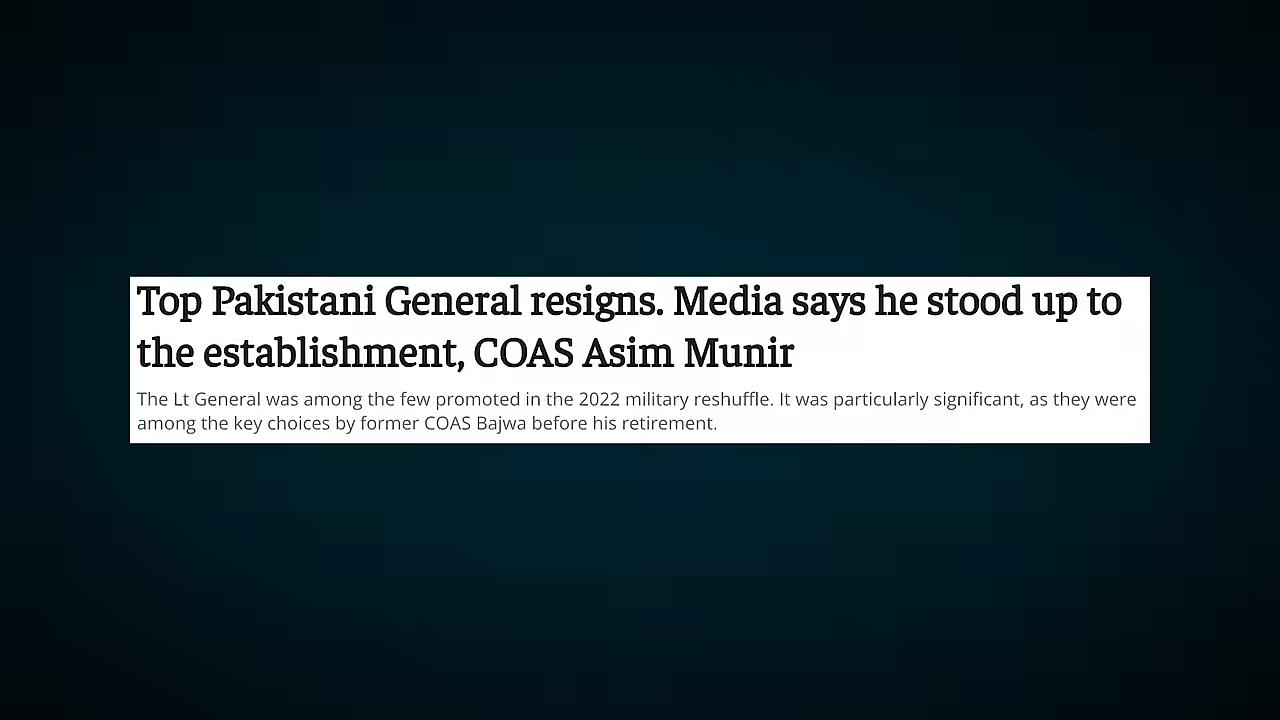 Top Pakistani General resigns. Media says he stood up to
the establishment, COAS Asim Munir
The Lt General was among the few promoted in the 2022 military reshuffle. It was particularly significant, as they were
among the key choices by former COAS Bajwa before his retirement.